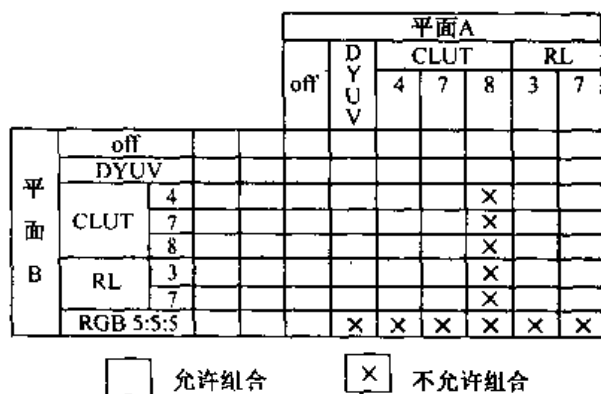 平面A
off DYUV CLUT RL
4 7 8 3 7
平面B
off
DYUV
CLUT 4 ×
7 ×
8 ×
RL 3 ×
7 ×
RGB 5:5:5 × × × × × ×
允许组合 × 不允许组合